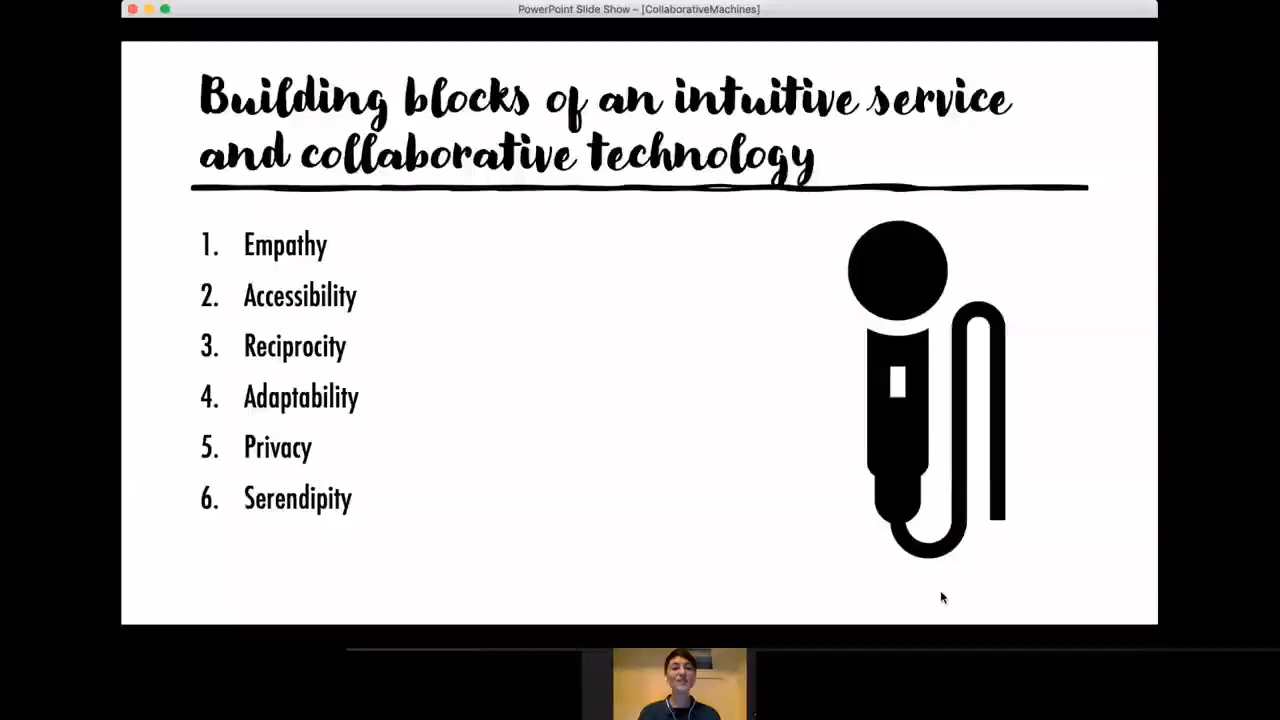 PowerPoint Slide Show – [CollaborativeMachines]
Building blocks of an intuitive service
and collaborative technology
1. Empathy
2. Accessibility
3. Reciprocity
4. Adaptability
5. Privacy
6. Serendipity